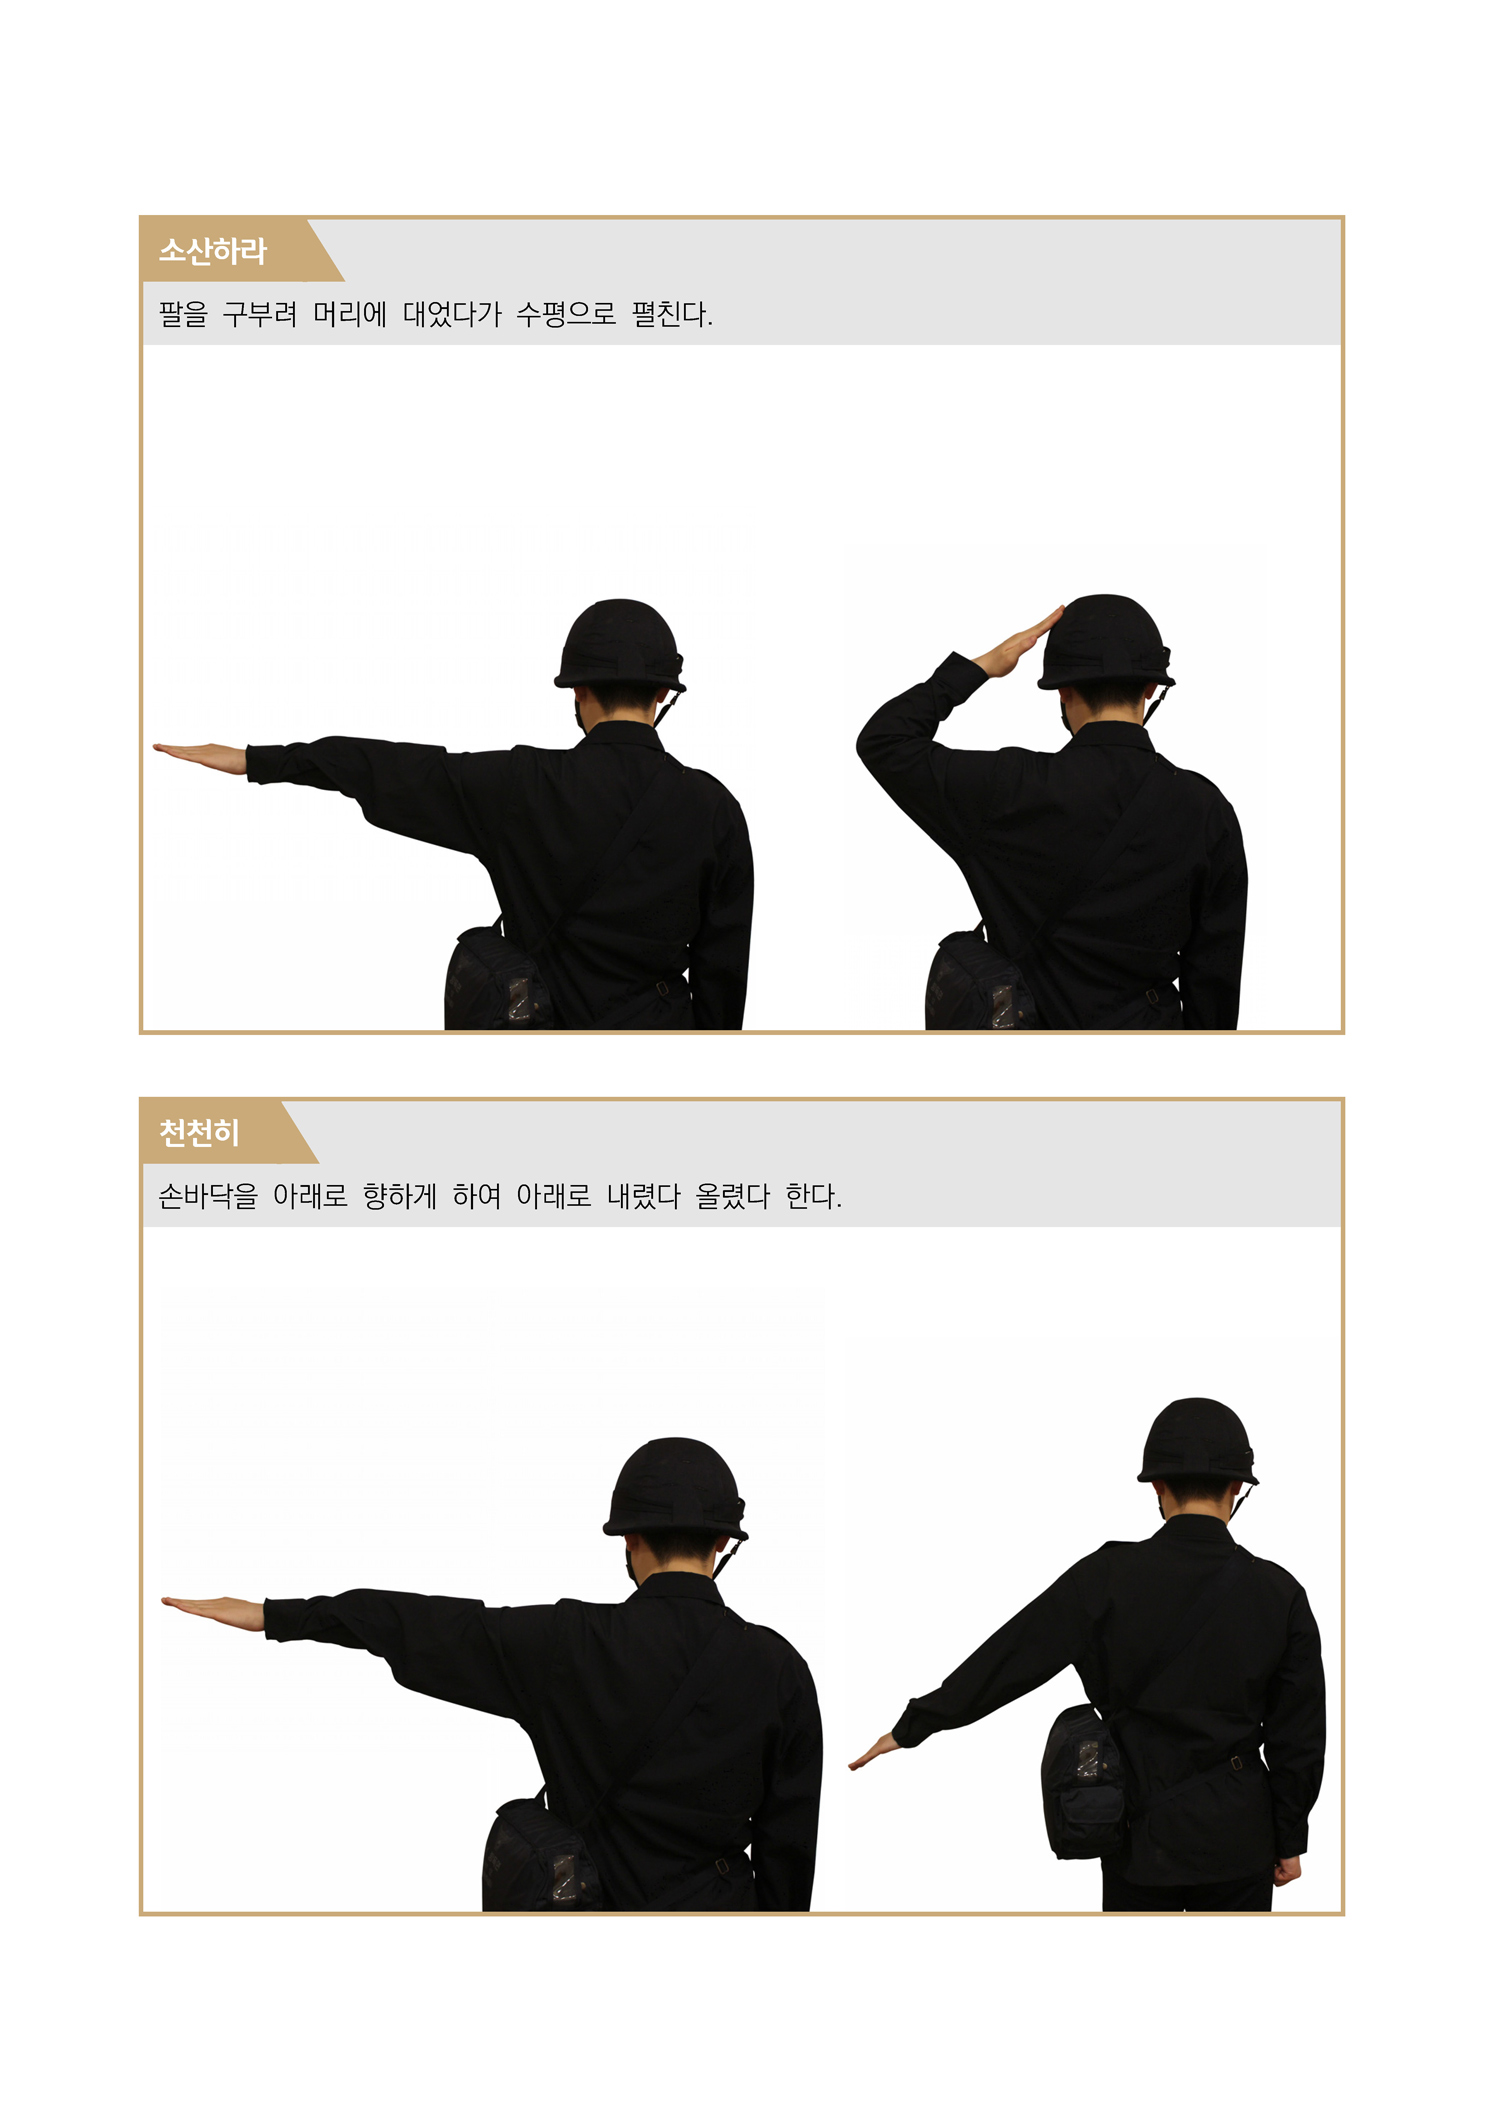 소산하라
팔을 구부려 머리에 대었다가 수평으로 펼친다.
천천히
손바닥을 아래로 향하게 하여 아래로 내렸다 올렸다 한다.